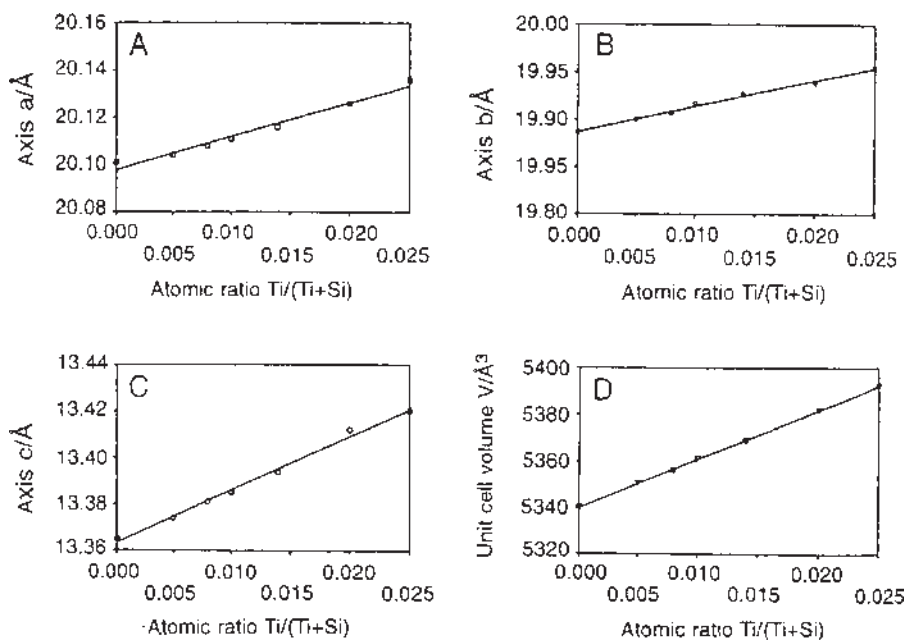 A
Axis a/Å
20.16
20.14
20.12
20.10
20.08
0.000 0.010 0.020
0.005 0.015 0.025
Atomic ratio Ti/(Ti+Si)
B
Axis b/Å
20.00
19.95
19.90
19.95
19.80
0.000 0.010 0.020
0.005 0.015 0.025
Atomic ratio Ti/(Ti+Si)
C
Axis c/Å
13.44
13.42
13.40
13.38
13.36
0.000 0.010 0.020
0.005 0.015 0.025
Atomic ratio Ti/(Ti+Si)
D
Unit cell volume V/Å³
5400
5380
5360
5340
5320
0.000 0.010 0.020
0.005 0.015 0.025
Atomic ratio Ti/(Ti+Si)